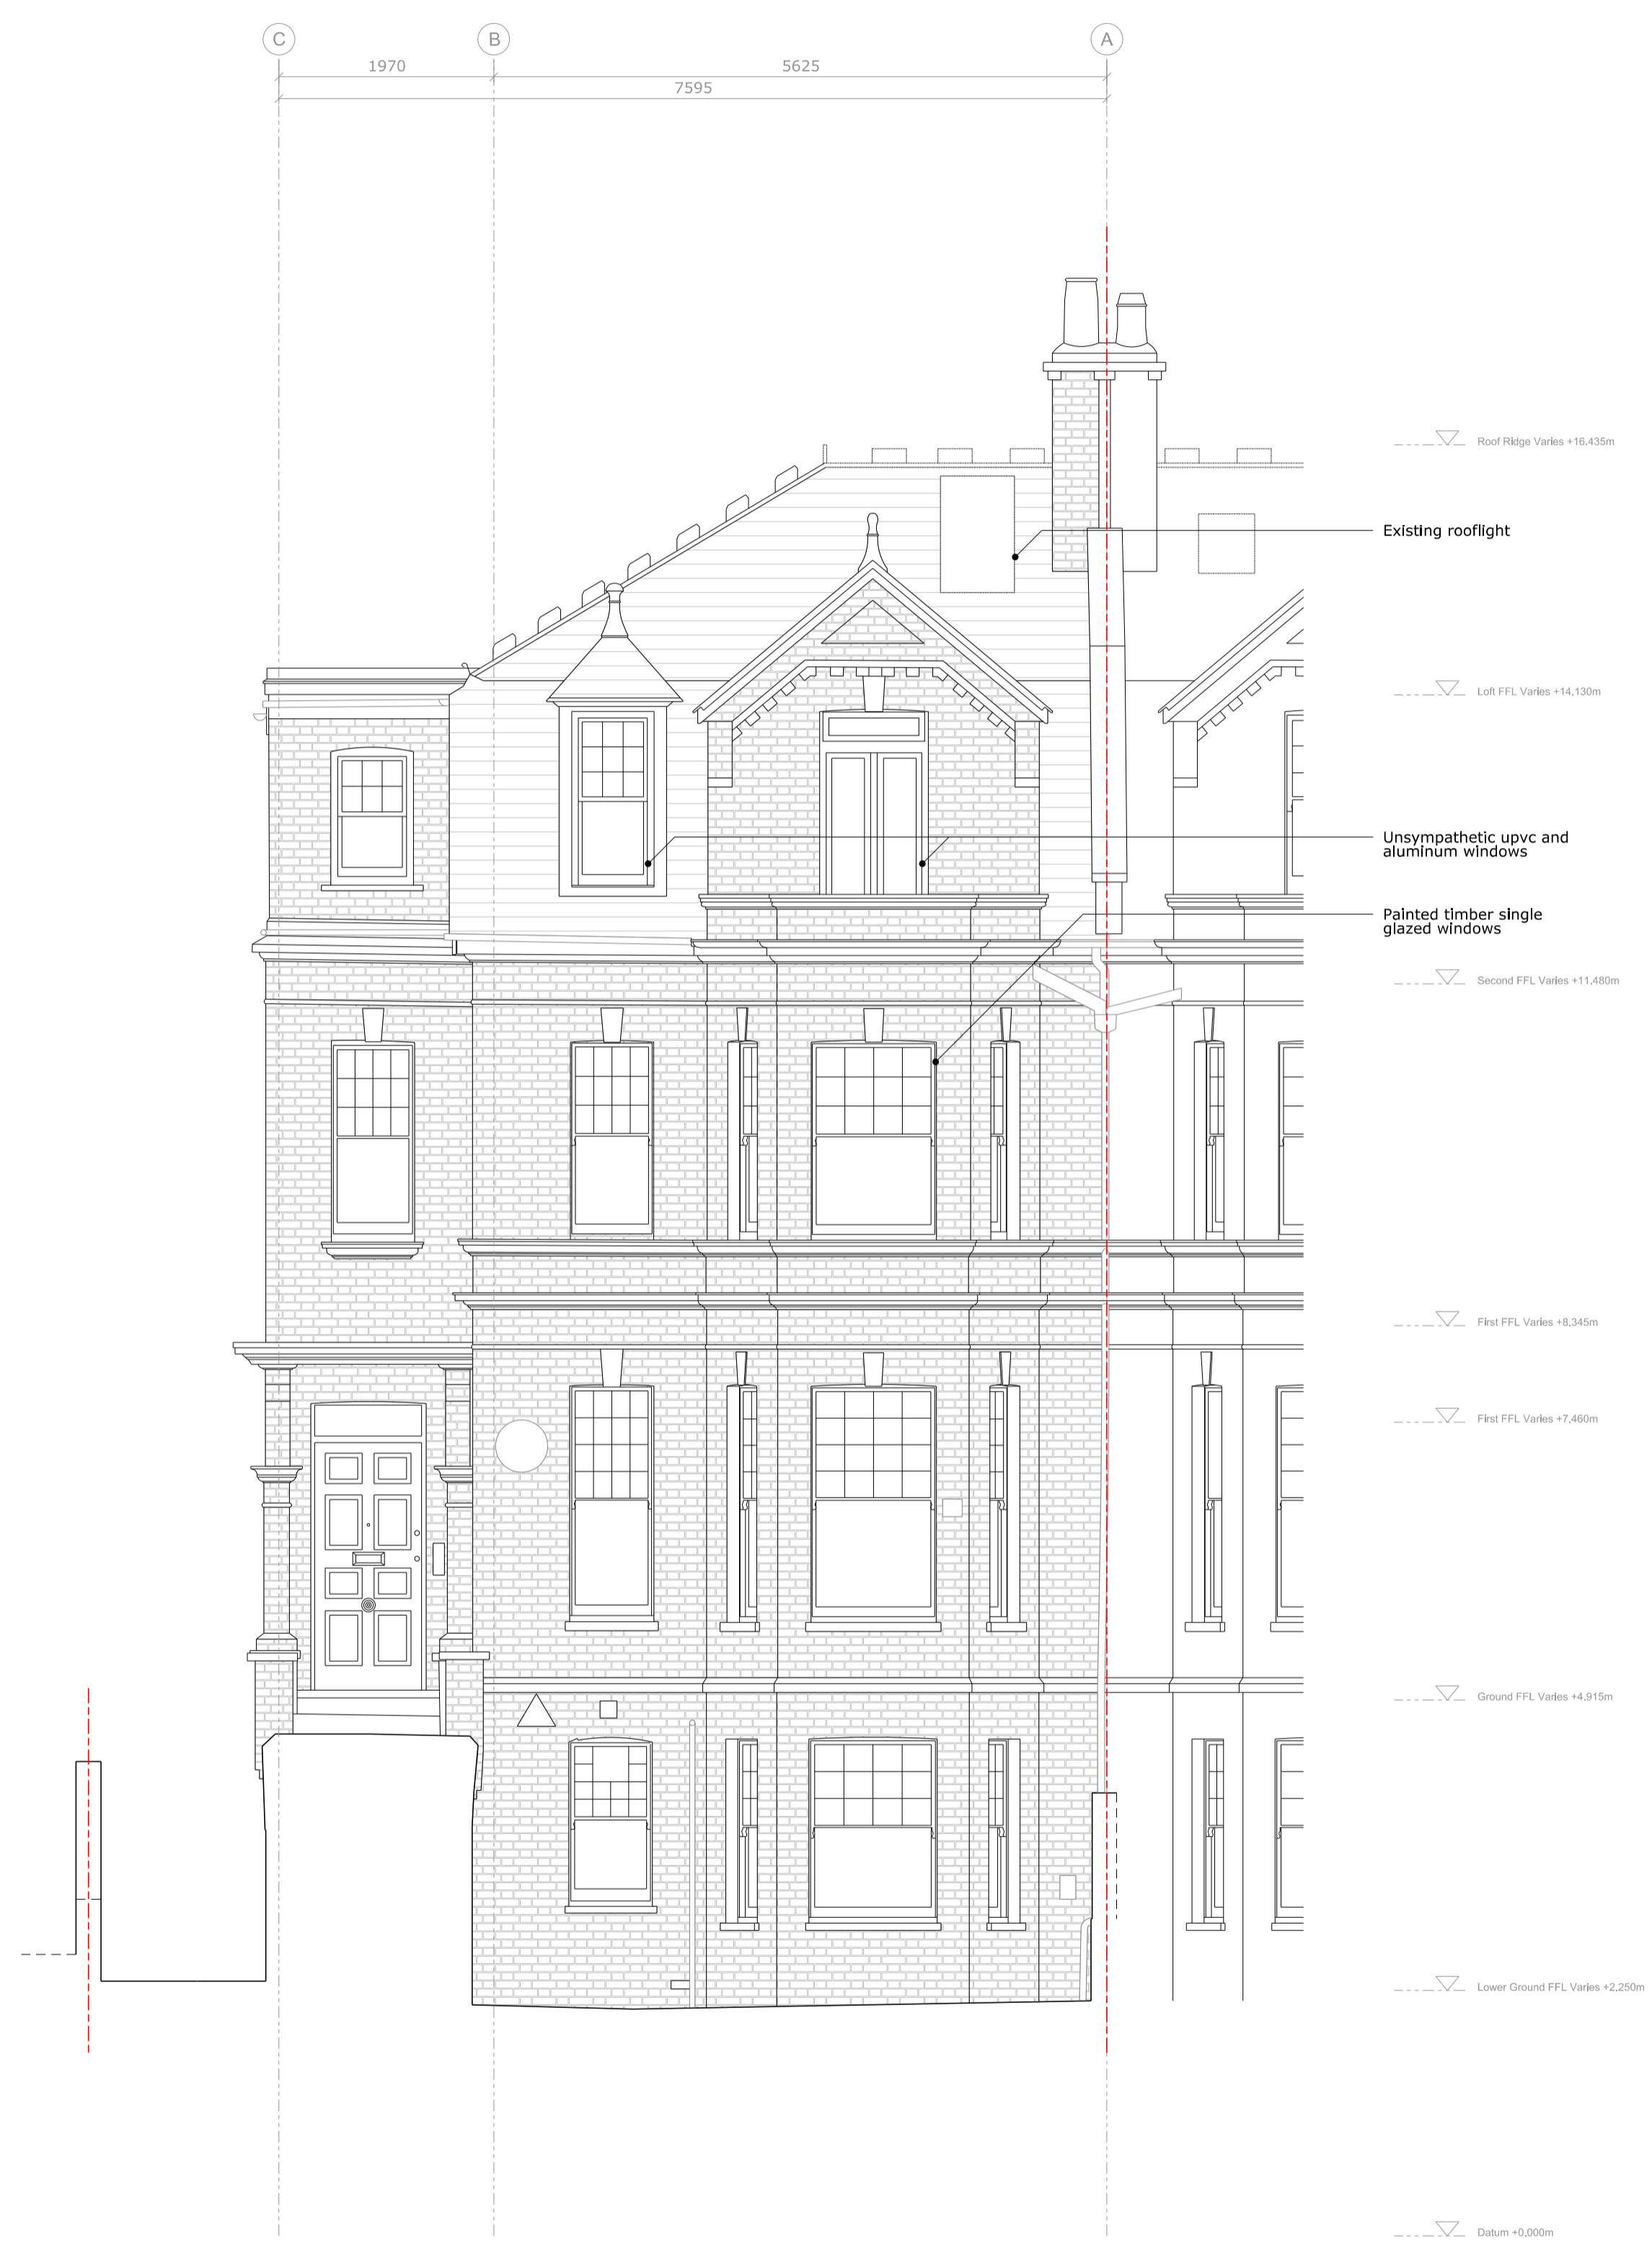 C
B
A
1970
5625
7595
Roof Ridge Varies +16.435m
Existing rooflight
Loft FFL Varies +14.130m
Unsympathetic upvc and
aluminum windows
Painted timber single
glazed windows
Second FFL Varies +11.480m
First FFL Varies +8.345m
First FFL Varies +7.460m
Ground FFL Varies +4.915m
Lower Ground FFL Varies +2.250m
Datum +0.000m